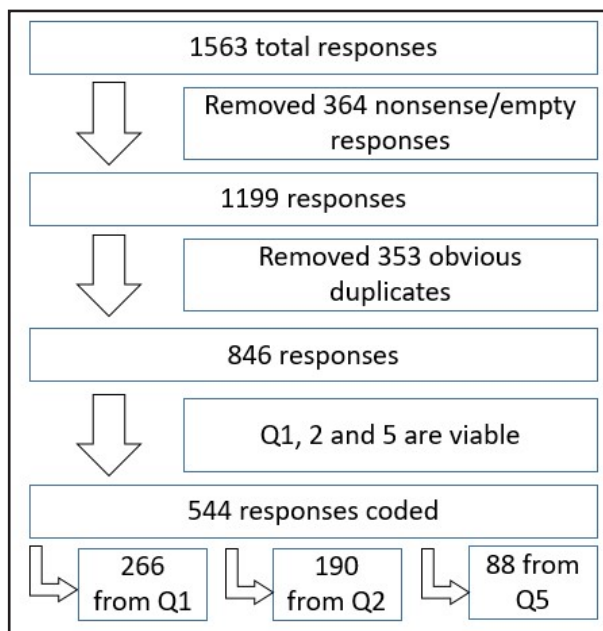 1563 total responses
Removed 364 nonsense/empty
responses
1199 responses
Removed 353 obvious
duplicates
846 responses
Q1, 2 and 5 are viable
544 responses coded
266
from Q1
190
from Q2
88 from
Q5